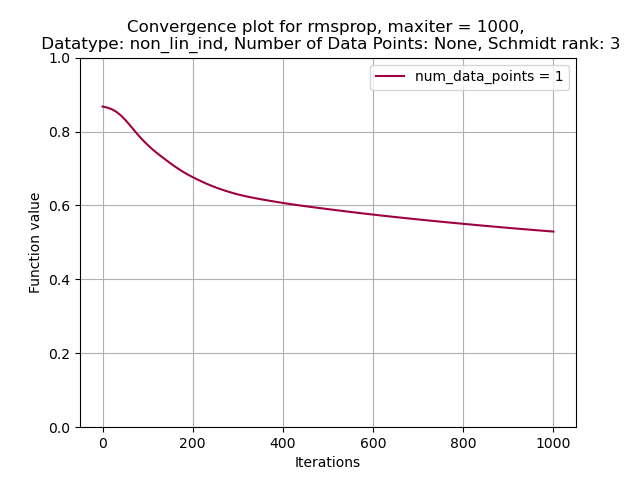 Convergence plot for rmsprop, maxiter = 1000,
Datatype: non_lin_ind, Number of Data Points: None, Schmidt rank: 3
num_data_points = 1
1.0
0.8
0.6
0.4
0.2
0.0
Function value
0 200 400 600 800 1000
Iterations